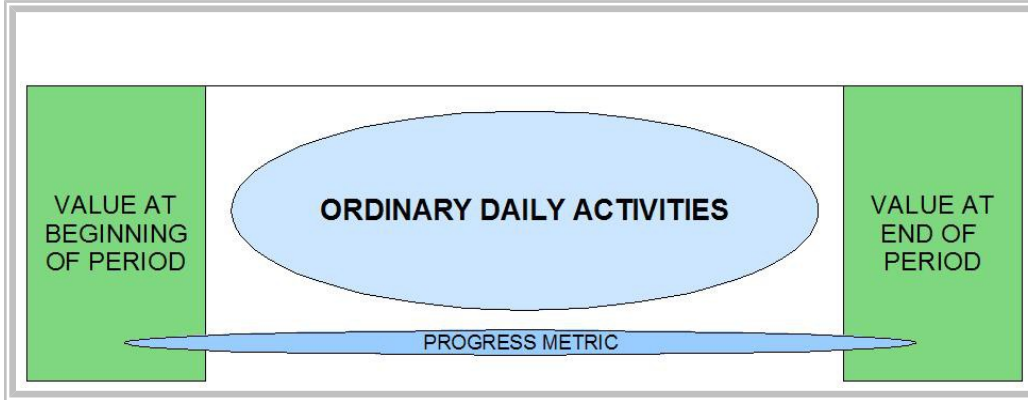 VALUE AT
BEGINNING
OF PERIOD
ORDINARY DAILY ACTIVITIES
VALUE AT
END OF
PERIOD
PROGRESS METRIC